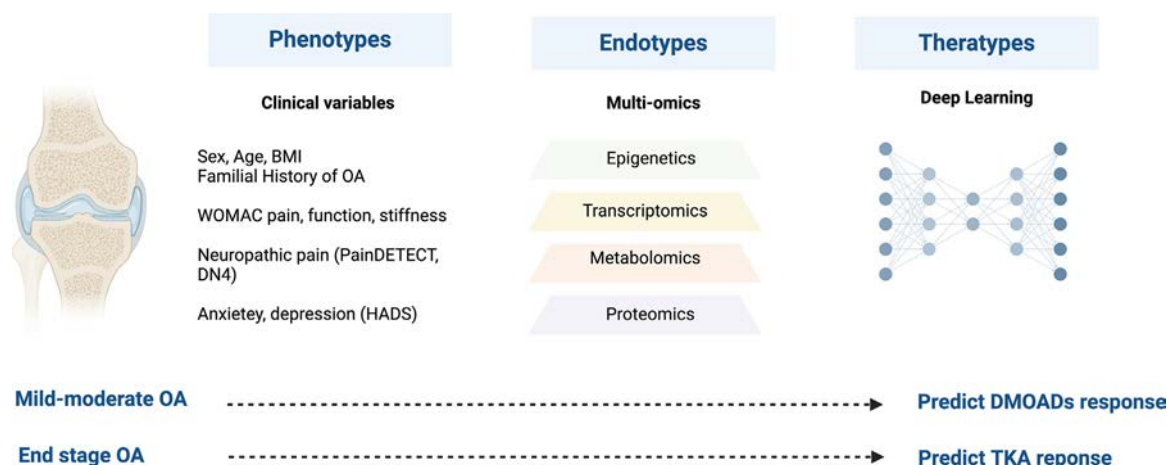 Phenotypes
Endotypes
Theratypes
Clinical variables
Multi-omics
Deep Learning
Sex, Age, BMI
Familial History of OA
WOMAC pain, function, stiffness
Neuropathic pain (PainDETECT,
DN4)
Anxietey, depression (HADS)
Epigenetics
Transcriptomics
Metabolomics
Proteomics
Mild-moderate OA
Predict DMOADs response
End stage OA
Predict TKA reponse